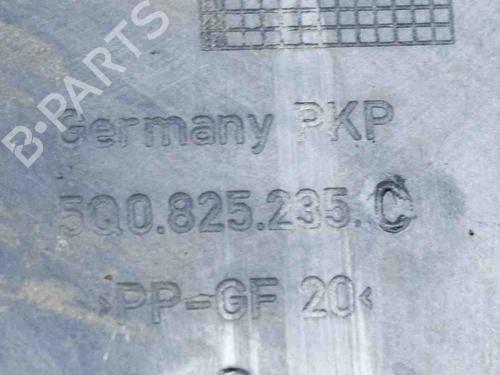 B-PARTS
Germany PKP
5Q0.825.235.C
>PP-GF 20<